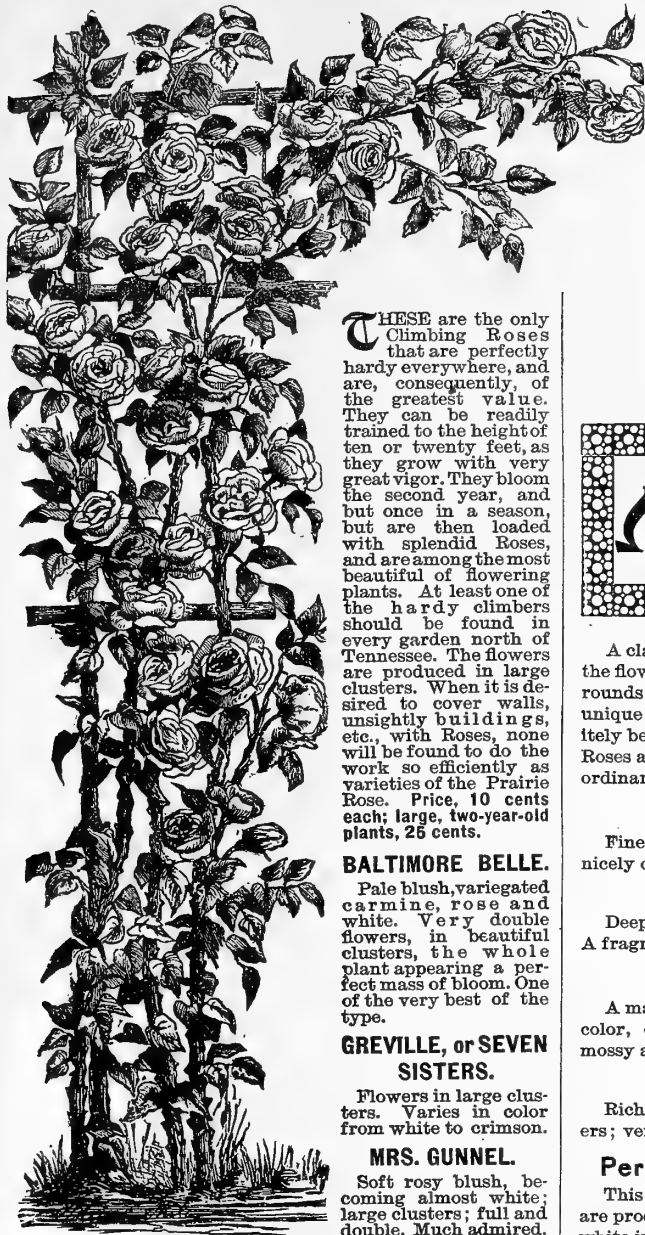 THESE are the only
Climbing Roses
that are perfectly
hardy everywhere, and
are, consequently, of
the greatest value.
They can be readily
trained to the height of
ten or twenty feet, as
they grow with very
great vigor. They bloom
the second year, and
but once in a season,
but are then loaded
with splendid Roses,
and are among the most
beautiful of flowering
plants. At least one of
the hardy climbers
should be found in
every garden north of
Tennessee. The flowers
are produced in large
clusters. When it is de-
sired to cover walls,
unsightly buildings,
etc., with Roses, none
will be found to do the
work so efficiently as
varieties of the Prairie
Rose. Price, 10 cents
each; large, two-year-old
plants, 25 cents.
BALTIMORE BELLE.
Pale blush, variegated
carmine, rose and
white. Very double
flowers, in beautiful
clusters, the whole
plant appearing a per-
fect mass of bloom. One
of the very best of the
type.
GREVILLE, or SEVEN
SISTERS.
Flowers in large clus-
ters. Varies in color
from white to crimson.
MRS. GUNNEL.
Soft rosy blush, be-
coming almost white;
large clusters; full and
double. Much admired.
A cla
the flow
rounds
unique
itely be
Roses a
ordinar
Fine
nicely c
Deep
A fragr
A ma
color,
mossy a
Rich
ers; ve
Per
This
are proc